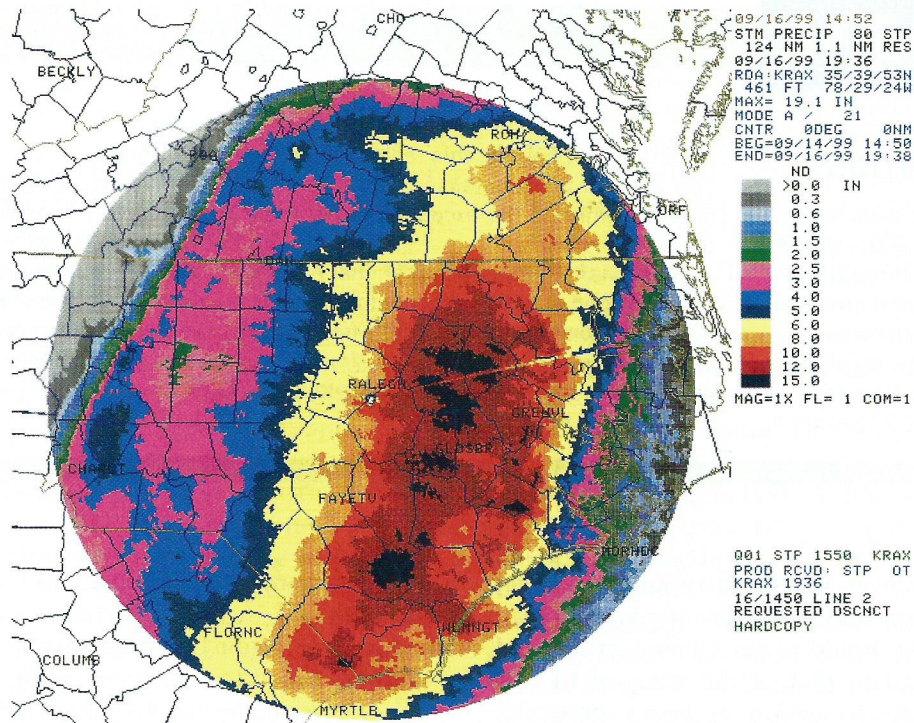 CHO
BECKLY
ROA
RCH
ORF
DAN
RALEGH
GRENVL
GLDSBR
CHARLT
FAYETV
MORHDC
FLORNC
WLMNGT
COLUMB
MYRTLB
09/16/99 14:52
STM PRECIP 80 STP
124 NM 1.1 NM RES
09/16/99 19:36
RDA:KRAX 35/39/53N
461 FT 78/29/24W
MAX= 19.1 IN
MODE A / 21
CNTR 0DEG 0NM
BEG=09/14/99 14:50
END=09/16/99 19:38
ND
>0.0 IN
0.3
0.6
1.0
1.5
2.0
2.5
3.0
4.0
5.0
6.0
8.0
10.0
12.0
15.0
MAG=1X FL= 1 COM=1
Q01 STP 1550 KRAX
PROD RCVD: STP OT
KRAX 1936
16/1450 LINE 2
REQUESTED DSCNCT
HARDCOPY